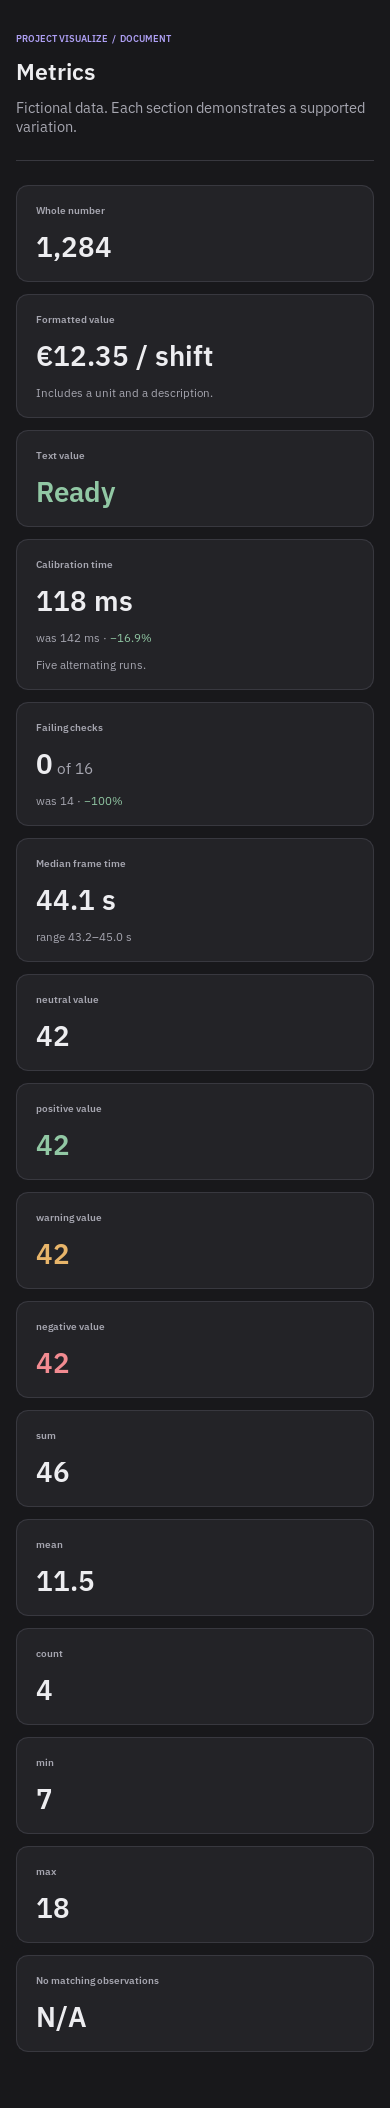 PROJECT VISUALIZE / DOCUMENT
Metrics
Fictional data. Each section demonstrates a supported
variation.
Whole number
1,284
Formatted value
€12.35 / shift
Includes a unit and a description.
Text value
Ready
Calibration time
118 ms
was 142 ms · −16.9%
Five alternating runs.
Failing checks
0 of 16
was 14 · −100%
Median frame time
44.1 s
range 43.2–45.0 s
neutral value
42
positive value
42
warning value
42
negative value
42
sum
46
mean
11.5
count
4
min
7
max
18
No matching observations
N/A